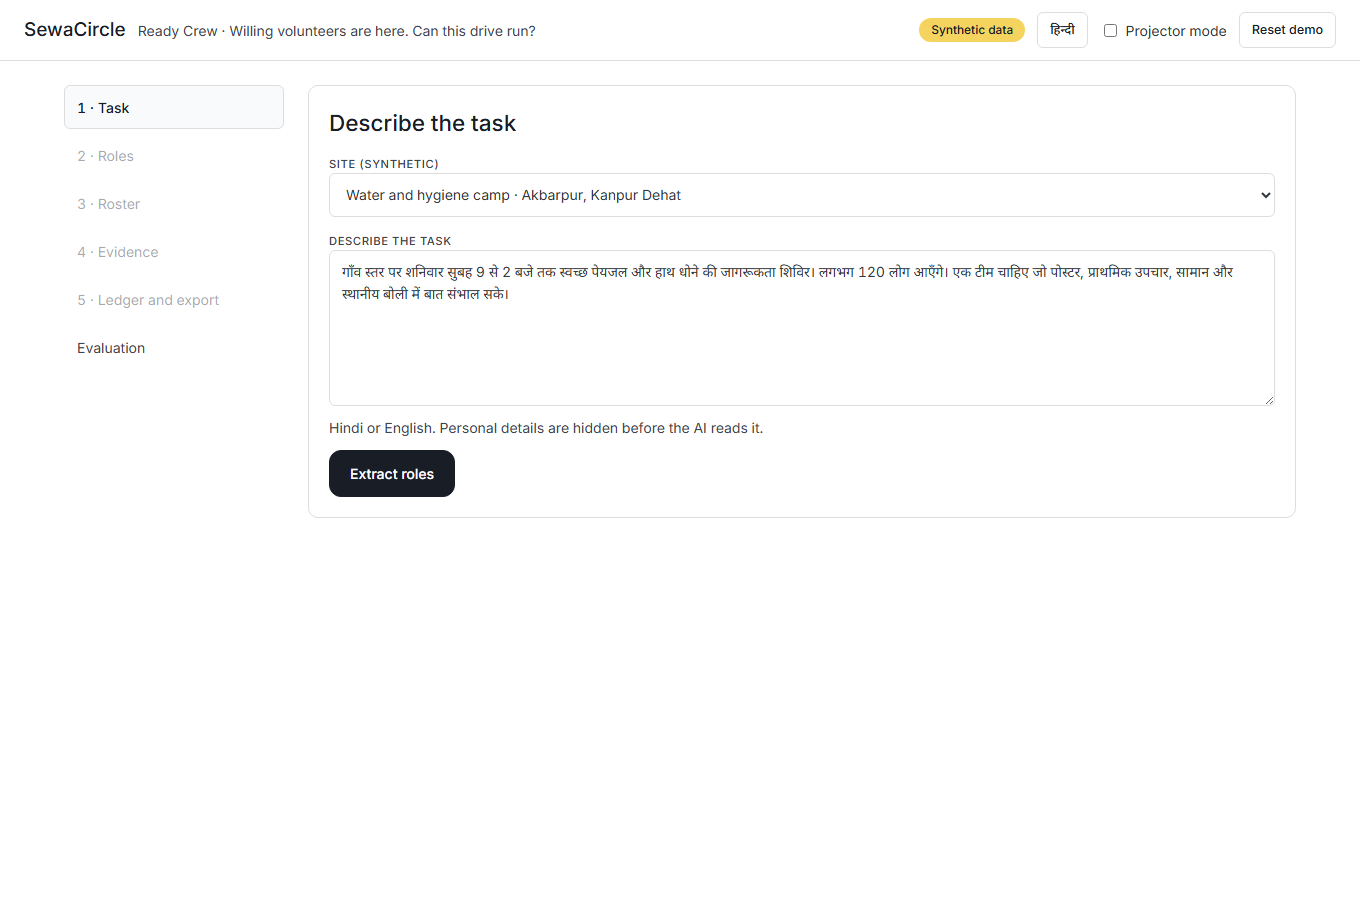 SewaCircle Ready Crew · Willing volunteers are here. Can this drive run?
Synthetic data
हिन्दी
Projector mode
Reset demo
1 · Task
2 · Roles
3 · Roster
4 · Evidence
5 · Ledger and export
Evaluation
Describe the task
SITE (SYNTHETIC)
Water and hygiene camp · Akbarpur, Kanpur Dehat
DESCRIBE THE TASK
गाँव स्तर पर शनिवार सुबह 9 से 2 बजे तक स्वच्छ पेयजल और हाथ धोने की जागरूकता शिविर। लगभग 120 लोग आएँगे। एक टीम चाहिए जो पोस्टर, प्राथमिक उपचार, सामान और
स्थानीय बोली में बात संभाल सके।
Hindi or English. Personal details are hidden before the AI reads it.
Extract roles